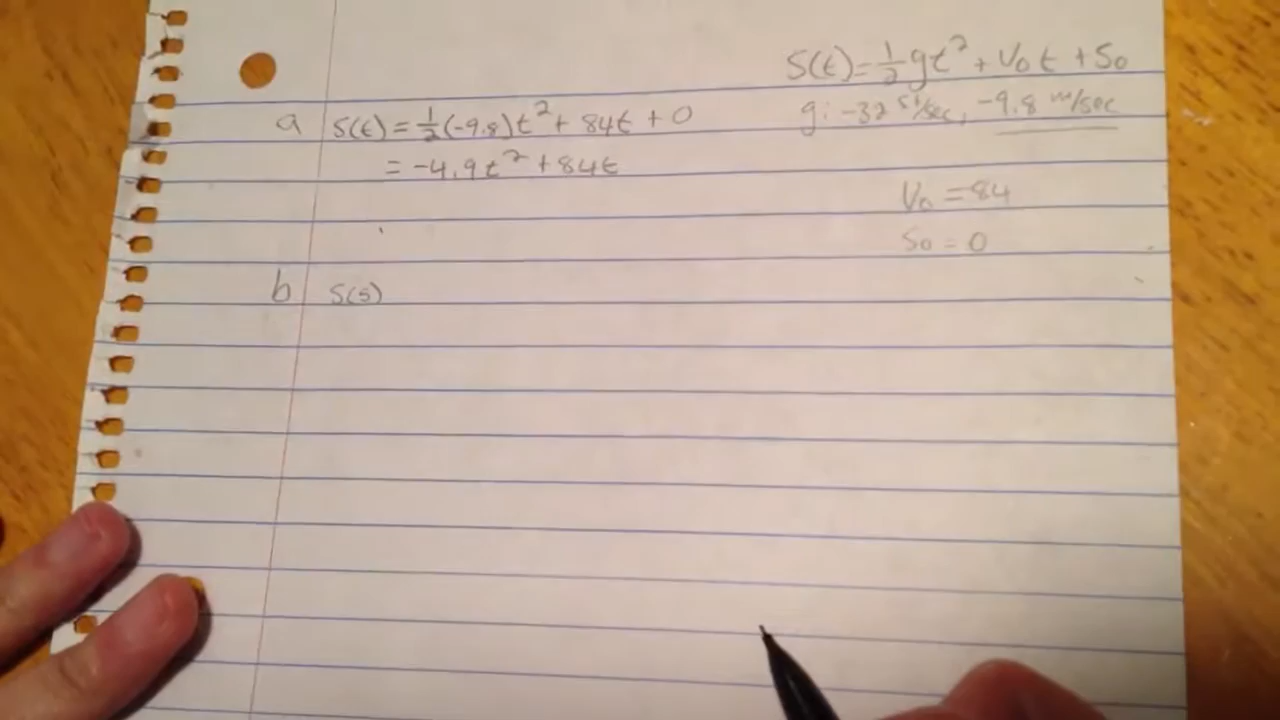 S(t)=½gt²+V₀t+S₀
g: -32 ft/sec, -9.8 m/sec
a S(t)=½(-9.8)t²+84t+0
=-4.9t²+84t
V₀=84
S₀=0
b S(5)